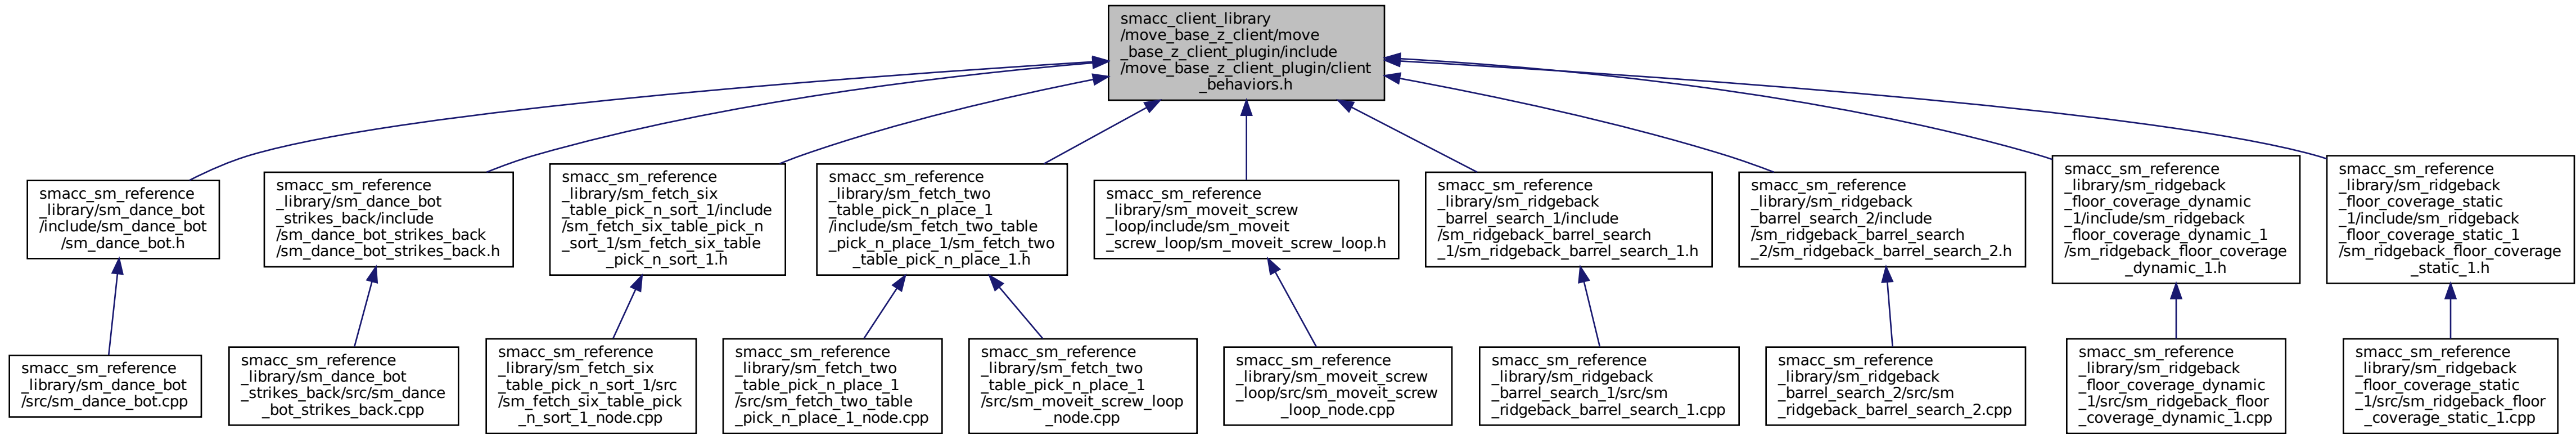 smacc_client_library
/move_base_z_client/move
_base_z_client_plugin/include
/move_base_z_client_plugin/client
_behaviors.h
smacc_sm_reference
_library/sm_dance_bot
/include/sm_dance_bot
/sm_dance_bot.h
smacc_sm_reference
_library/sm_dance_bot
_strikes_back/include
/sm_dance_bot_strikes_back
/sm_dance_bot_strikes_back.h
smacc_sm_reference
_library/sm_fetch_six
_table_pick_n_sort_1/include
/sm_fetch_six_table_pick_n
_sort_1/sm_fetch_six_table
_pick_n_sort_1.h
smacc_sm_reference
_library/sm_fetch_two
_table_pick_n_place_1
/include/sm_fetch_two_table
_pick_n_place_1/sm_fetch_two
_table_pick_n_place_1.h
smacc_sm_reference
_library/sm_moveit_screw
_loop/include/sm_moveit
_screw_loop/sm_moveit_screw_loop.h
smacc_sm_reference
_library/sm_ridgeback
_barrel_search_1/include
/sm_ridgeback_barrel_search
_1/sm_ridgeback_barrel_search_1.h
smacc_sm_reference
_library/sm_ridgeback
_barrel_search_2/include
/sm_ridgeback_barrel_search
_2/sm_ridgeback_barrel_search_2.h
smacc_sm_reference
_library/sm_ridgeback
_floor_coverage_dynamic
_1/include/sm_ridgeback
_floor_coverage_dynamic_1
/sm_ridgeback_floor_coverage
_dynamic_1.h
smacc_sm_reference
_library/sm_ridgeback
_floor_coverage_static
_1/include/sm_ridgeback
_floor_coverage_static_1
/sm_ridgeback_floor_coverage
_static_1.h
smacc_sm_reference
_library/sm_dance_bot
/src/sm_dance_bot.cpp
smacc_sm_reference
_library/sm_dance_bot
_strikes_back/src/sm_dance
_bot_strikes_back.cpp
smacc_sm_reference
_library/sm_fetch_six
_table_pick_n_sort_1/src
/sm_fetch_six_table_pick
_n_sort_1_node.cpp
smacc_sm_reference
_library/sm_fetch_two
_table_pick_n_place_1
/src/sm_fetch_two_table
_pick_n_place_1_node.cpp
smacc_sm_reference
_library/sm_fetch_two
_table_pick_n_place_1
/src/sm_moveit_screw_loop
_node.cpp
smacc_sm_reference
_library/sm_moveit_screw
_loop/src/sm_moveit_screw
_loop_node.cpp
smacc_sm_reference
_library/sm_ridgeback
_barrel_search_1/src/sm
_ridgeback_barrel_search_1.cpp
smacc_sm_reference
_library/sm_ridgeback
_barrel_search_2/src/sm
_ridgeback_barrel_search_2.cpp
smacc_sm_reference
_library/sm_ridgeback
_floor_coverage_dynamic
_1/src/sm_ridgeback_floor
_coverage_dynamic_1.cpp
smacc_sm_reference
_library/sm_ridgeback
_floor_coverage_static
_1/src/sm_ridgeback_floor
_coverage_static_1.cpp